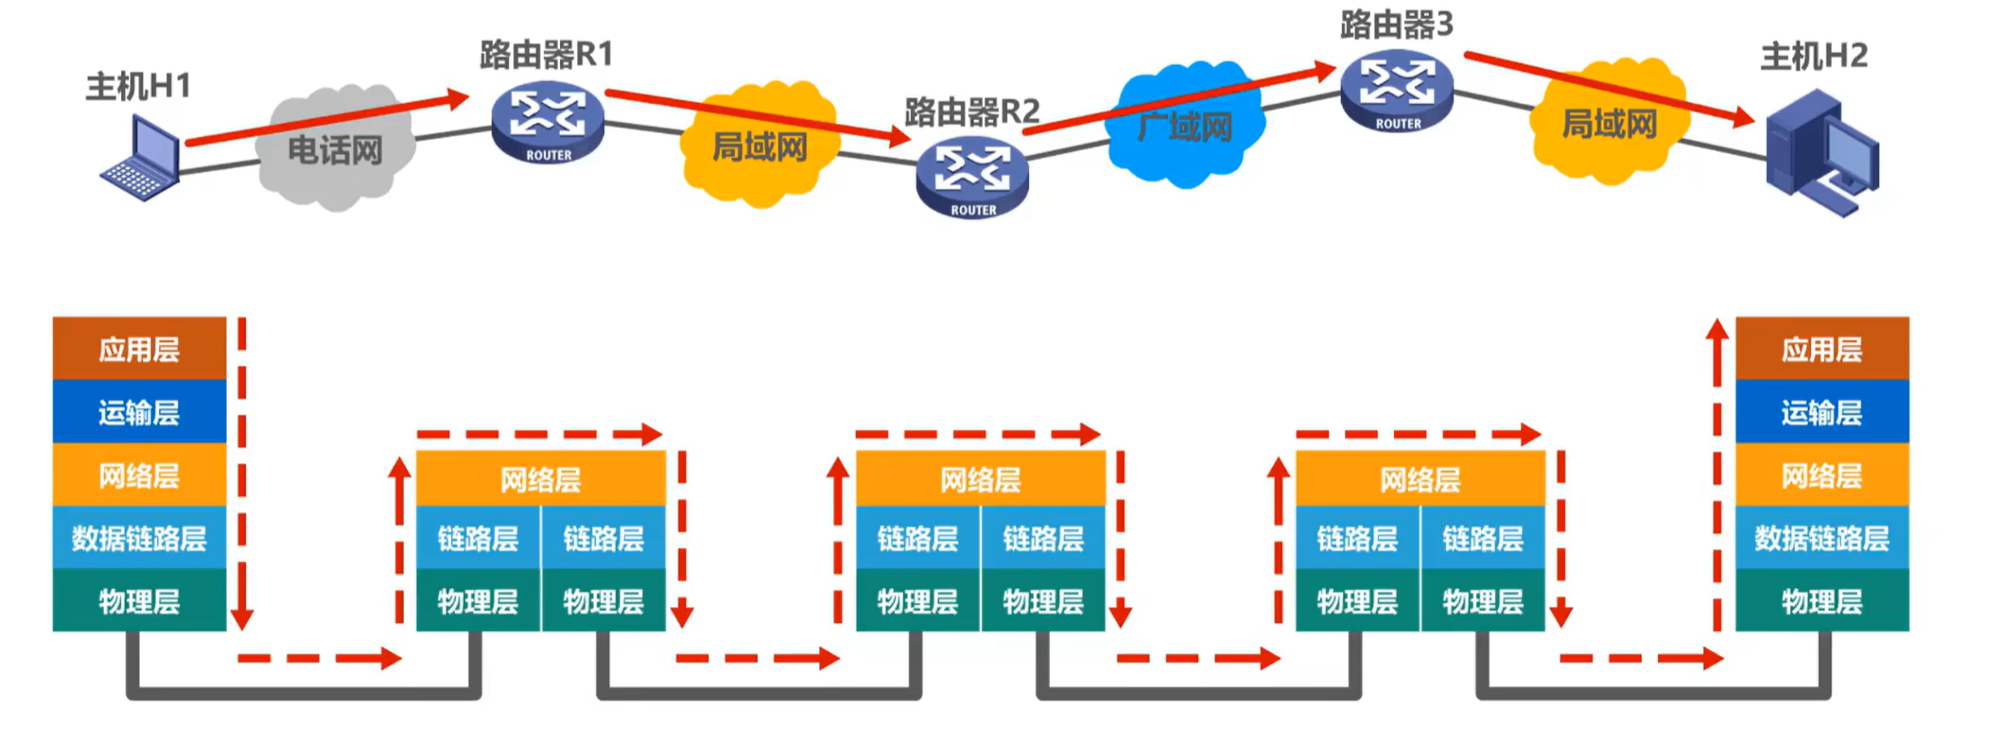 主机H1
电话网
路由器R1
ROUTER
局域网
路由器R2
ROUTER
广域网
路由器3
ROUTER
局域网
主机H2
应用层
运输层
网络层
数据链路层
物理层
网络层
链路层 链路层
物理层 物理层
网络层
链路层 链路层
物理层 物理层
网络层
链路层 链路层
物理层 物理层
应用层
运输层
网络层
数据链路层
物理层